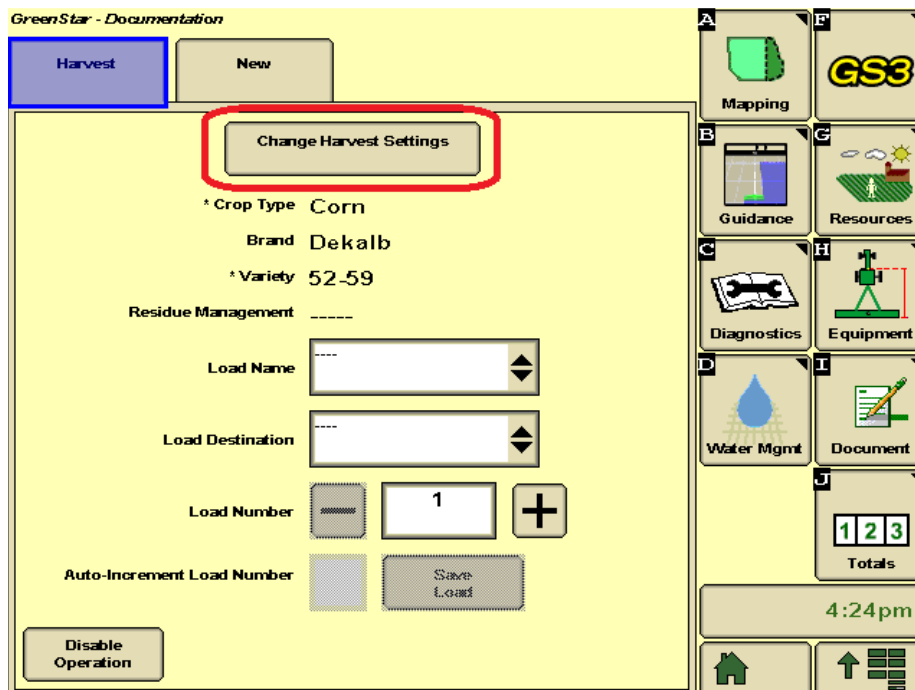 GreenStar - Documentation
Harvest
New
Change Harvest Settings
* Crop Type Corn
Brand Dekalb
* Variety 52-59
Residue Management -----
Load Name ----
Load Destination ----
Load Number 1
Auto-Increment Load Number
Save
Load
Disable
Operation
A
Mapping
F
GS3
B
Guidance
G
Resources
C
Diagnostics
H
Equipment
D
Water Mgmt
I
Document
J
1 2 3
Totals
4:24pm